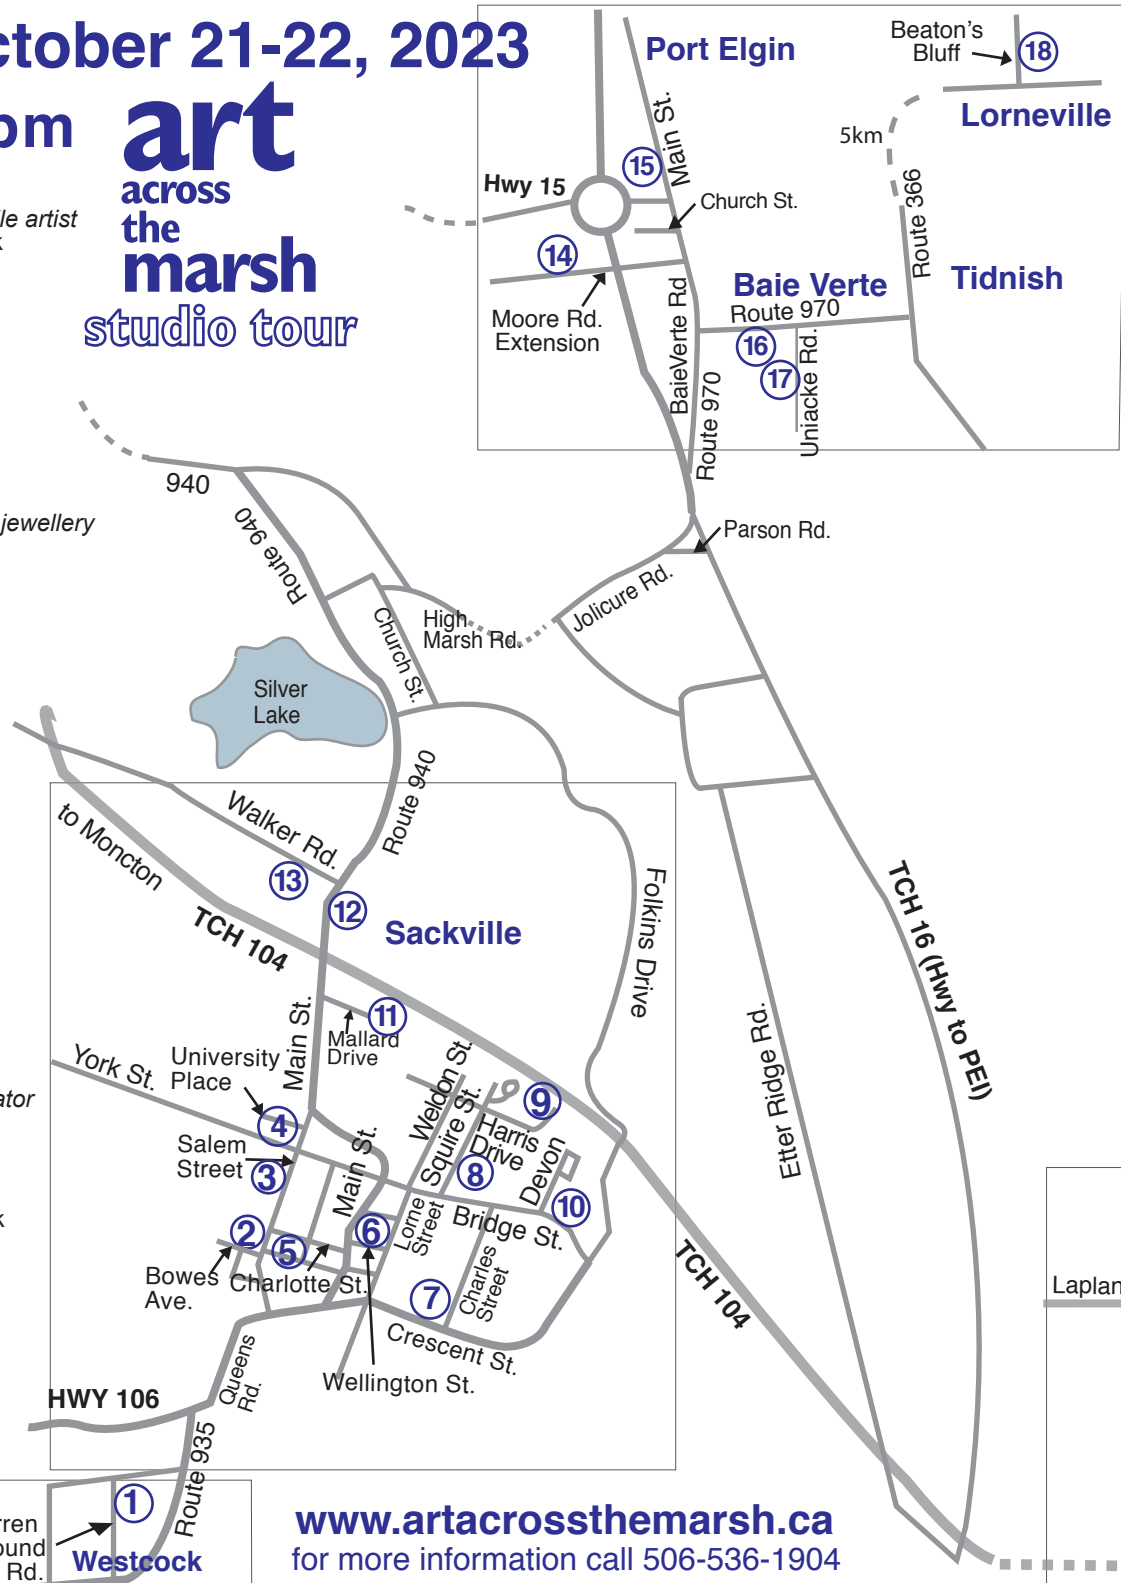 ctober 21-22, 2023
pm
art
across
the
marsh
studio tour
le artist
k
jewellery
ator
k
Port Elgin
Beaton's
Bluff
18
Lorneville
5km
Main St.
15
Hwy 15
Church St.
Route 366
14
Baie Verte
Tidnish
Route 970
Moore Rd.
Extension
BaieVerte Rd
16
17
Uniacke Rd.
Route 970
940
Route 940
Parson Rd.
Jolicure Rd.
High
Marsh Rd.
Church St.
Silver
Lake
Route 940
Walker Rd.
to Moncton
13
12
TCH 104
Sackville
Folkins Drive
TCH 16 (Hwy to PEI)
Etter Ridge Rd.
Main St.
11
Mallard
Drive
York St.
University
Place
4
Weldon St.
Squire St.
9
Harris
Drive
Devon
8
Salem
Street
3
Main St.
10
2
5
6
Lorne
Street
Bridge St.
Bowes
Ave.
Charlotte St.
7
Charles
Street
TCH 104
Crescent St.
Wellington St.
Queens
Rd.
HWY 106
Route 935
Laplan
1
rren
ound
Rd.
Westcock
www.artacrossthemarsh.ca
for more information call 506-536-1904